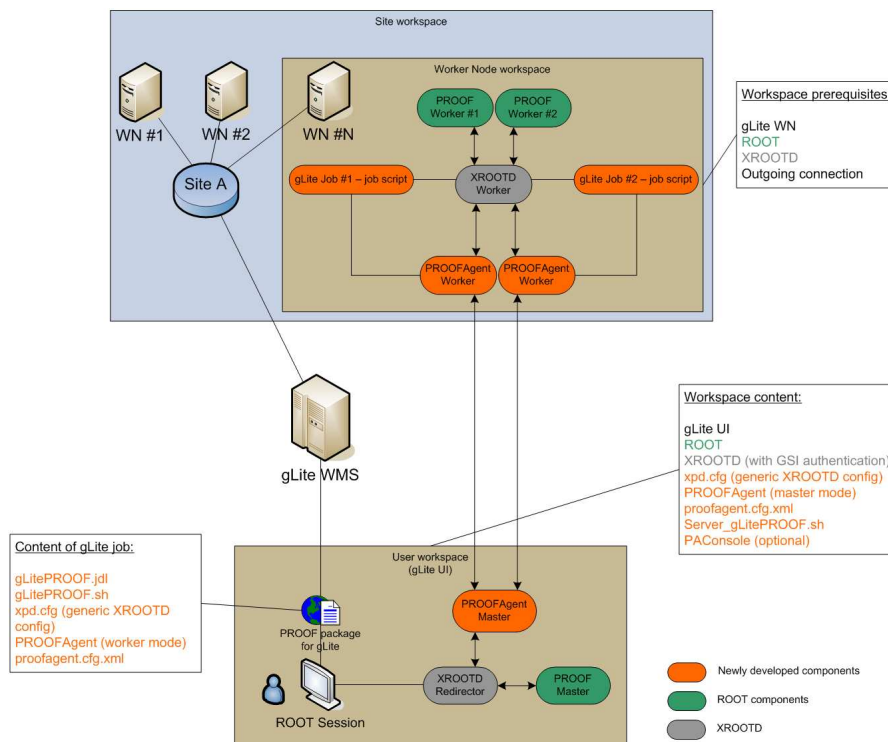 Site workspace
Worker Node workspace
WN #1
WN #2
WN #N
Site A
PROOF
Worker #1
PROOF
Worker #2
gLite Job #1 – job script
XROOTD
Worker
gLite Job #2 – job script
PROOFAgent
Worker
PROOFAgent
Worker
Workspace prerequisites
gLite WN
ROOT
XROOTD
Outgoing connection
gLite WMS
Workspace content:
gLite UI
ROOT
XROOTD (with GSI authentication)
xpd.cfg (generic XROOTD config)
PROOFAgent (master mode)
proofagent.cfg.xml
Server_gLitePROOF.sh
PAConsole (optional)
Content of gLite job:
gLitePROOF.jdl
gLitePROOF.sh
xpd.cfg (generic XROOTD
config)
PROOFAgent (worker mode)
proofagent.cfg.xml
User workspace
(gLite UI)
PROOFAgent
Master
PROOF package
for gLite
XROOTD
Redirector
PROOF
Master
ROOT Session
Newly developed components
ROOT components
XROOTD